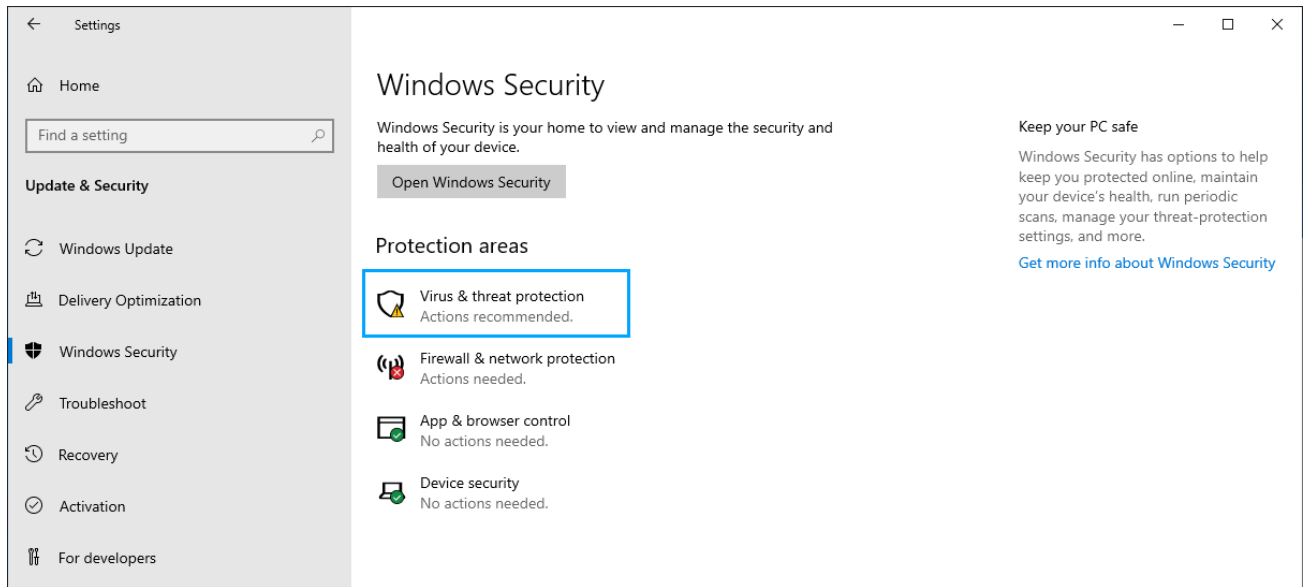 Settings
Home
Find a setting
Update & Security
Windows Update
Delivery Optimization
Windows Security
Troubleshoot
Recovery
Activation
For developers
Windows Security
Windows Security is your home to view and manage the security and
health of your device.
Open Windows Security
Protection areas
Virus & threat protection
Actions recommended.
Firewall & network protection
Actions needed.
App & browser control
No actions needed.
Device security
No actions needed.
Keep your PC safe
Windows Security has options to help
keep you protected online, maintain
your device's health, run periodic
scans, manage your threat-protection
settings, and more.
Get more info about Windows Security